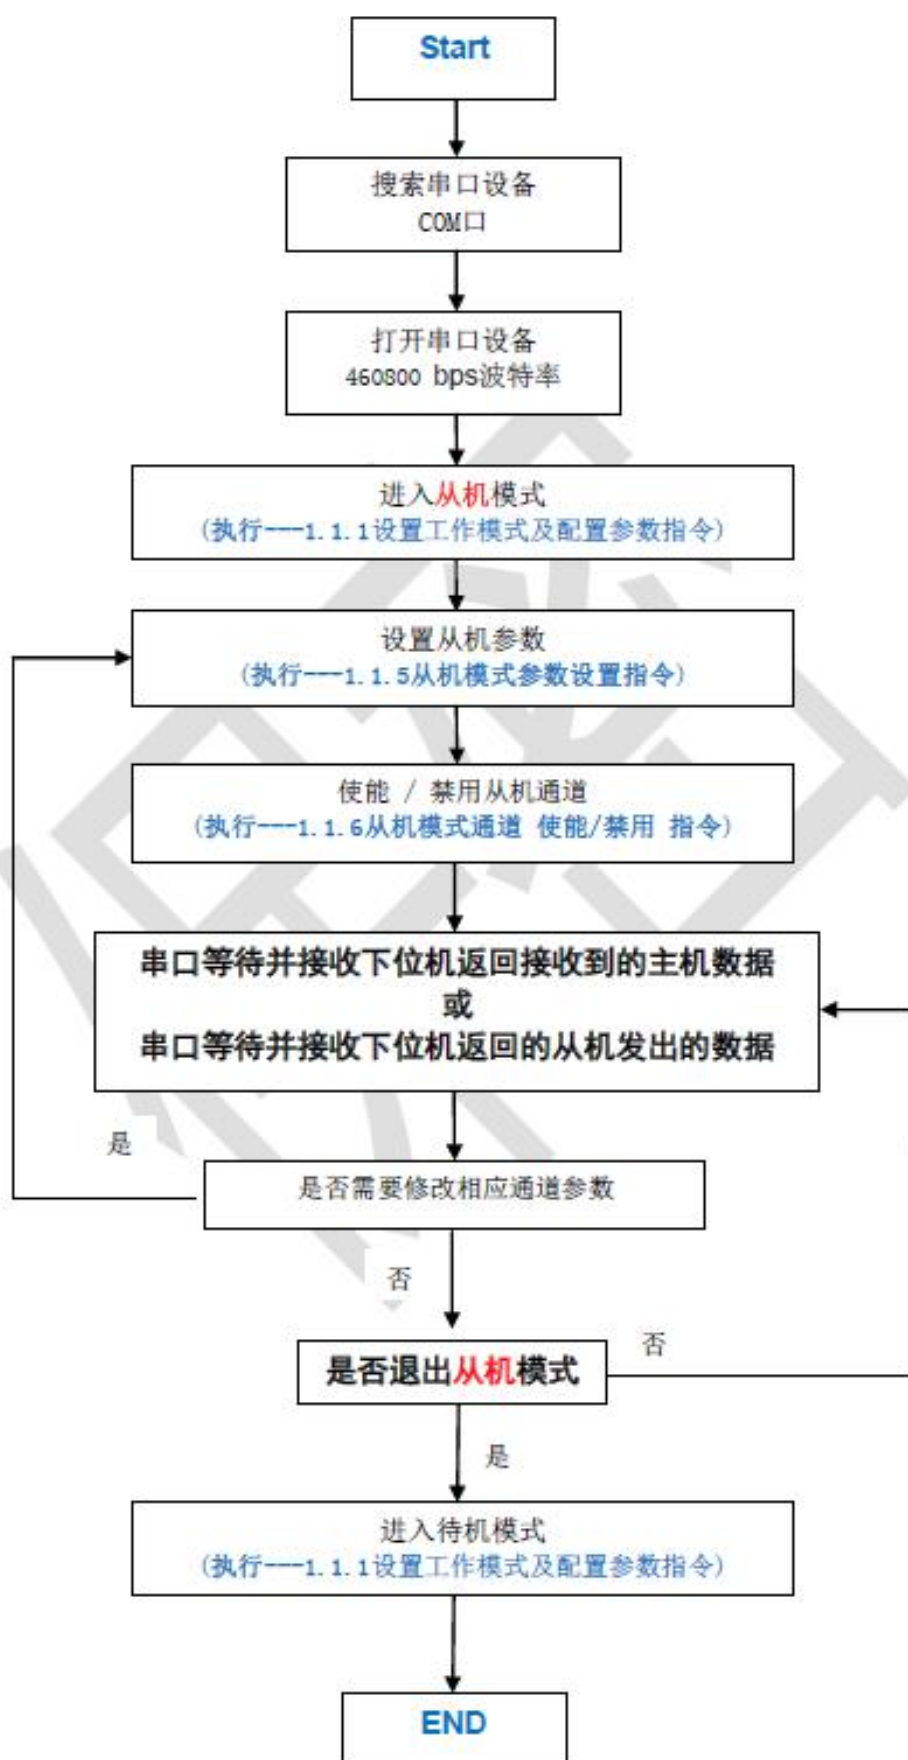 Start
搜索串口设备
COM口
打开串口设备
460800 bps波特率
进入从机模式
(执行---1.1.1设置工作模式及配置参数指令)
设置从机参数
(执行---1.1.5从机模式参数设置指令)
使能 / 禁用从机通道
(执行---1.1.6从机模式通道 使能/禁用 指令)
串口等待并接收下位机返回接收到的主机数据
或
串口等待并接收下位机返回的从机发出的数据
是
是否需要修改相应通道参数
否
是否退出从机模式
否
是
进入待机模式
(执行---1.1.1设置工作模式及配置参数指令)
END